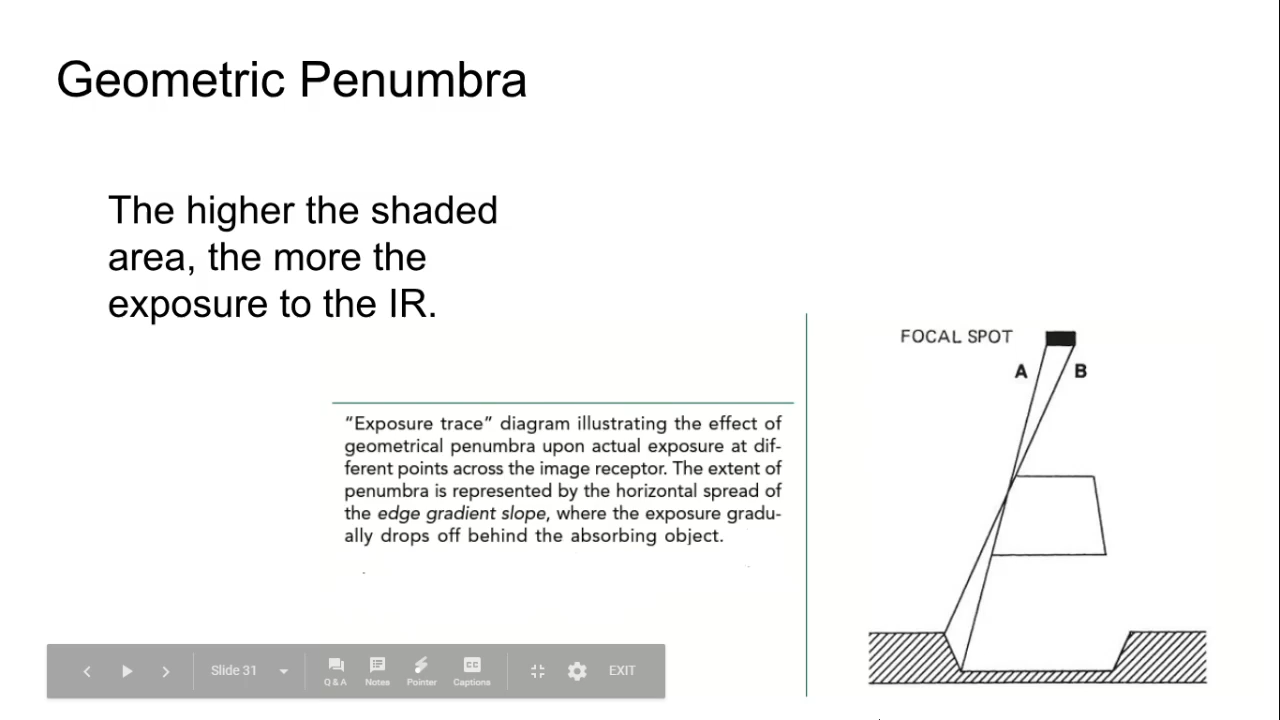 Geometric Penumbra
The higher the shaded
area, the more the
exposure to the IR.
FOCAL SPOT
A
B
“Exposure trace” diagram illustrating the effect of
geometrical penumbra upon actual exposure at dif-
ferent points across the image receptor. The extent of
penumbra is represented by the horizontal spread of
the edge gradient slope, where the exposure gradu-
ally drops off behind the absorbing object.
Slide 31
Q & A
Notes
Pointer
CC
Captions
EXIT